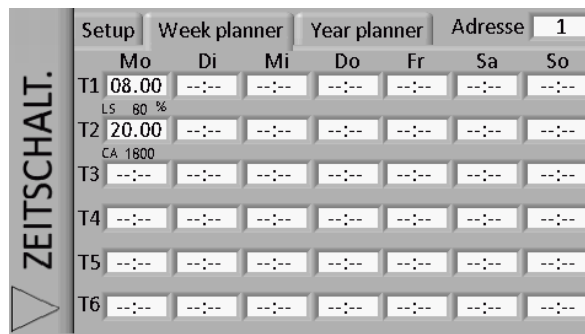 ZEITSCHALT.
Setup Week planner Year planner Adresse 1
Mo Di Mi Do Fr Sa So
T1 08.00 --:-- --:-- --:-- --:-- --:-- --:--
LS 80 %
T2 20.00 --:-- --:-- --:-- --:-- --:-- --:--
CA 1800
T3 --:-- --:-- --:-- --:-- --:-- --:-- --:--
T4 --:-- --:-- --:-- --:-- --:-- --:-- --:--
T5 --:-- --:-- --:-- --:-- --:-- --:-- --:--
T6 --:-- --:-- --:-- --:-- --:-- --:-- --:--